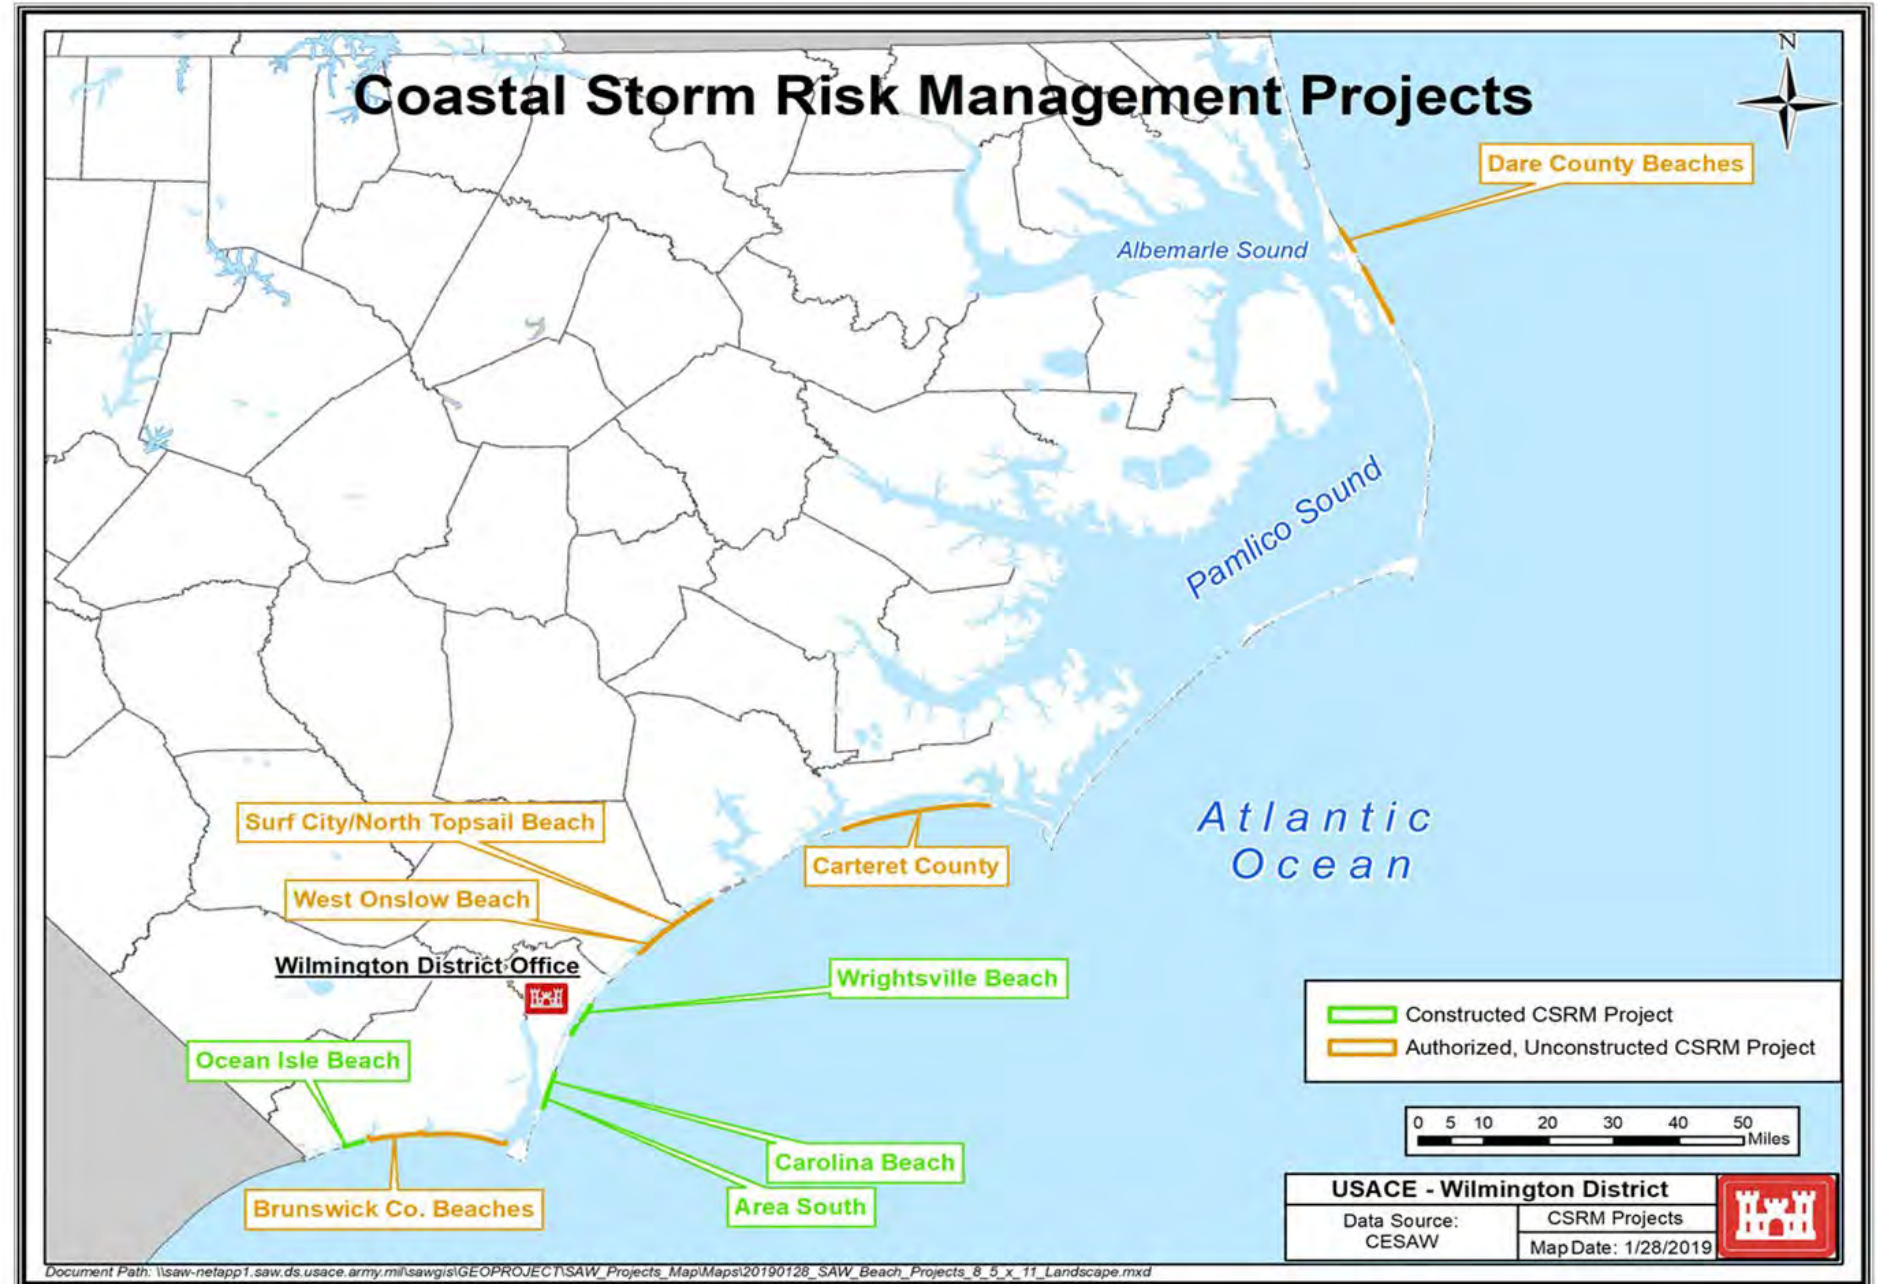 Coastal Storm Risk Management Projects
N
Dare County Beaches
Albemarle Sound
Pamlico Sound
Atlantic
Ocean
Surf City/North Topsail Beach
Carteret County
West Onslow Beach
Wilmington District Office
Wrightsville Beach
Ocean Isle Beach
Carolina Beach
Area South
Brunswick Co. Beaches
Constructed CSRM Project
Authorized, Unconstructed CSRM Project
0 5 10 20 30 40 50
Miles
USACE - Wilmington District
Data Source:
CESAW
CSRM Projects
Map Date: 1/28/2019
Document Path: \\saw-netapp1.saw.ds.usace.army.mil\sawgis\GEOPROJECT\SAW_Projects_Map\Maps\20190128_SAW_Beach_Projects_8_5_x_11_Landscape.mxd